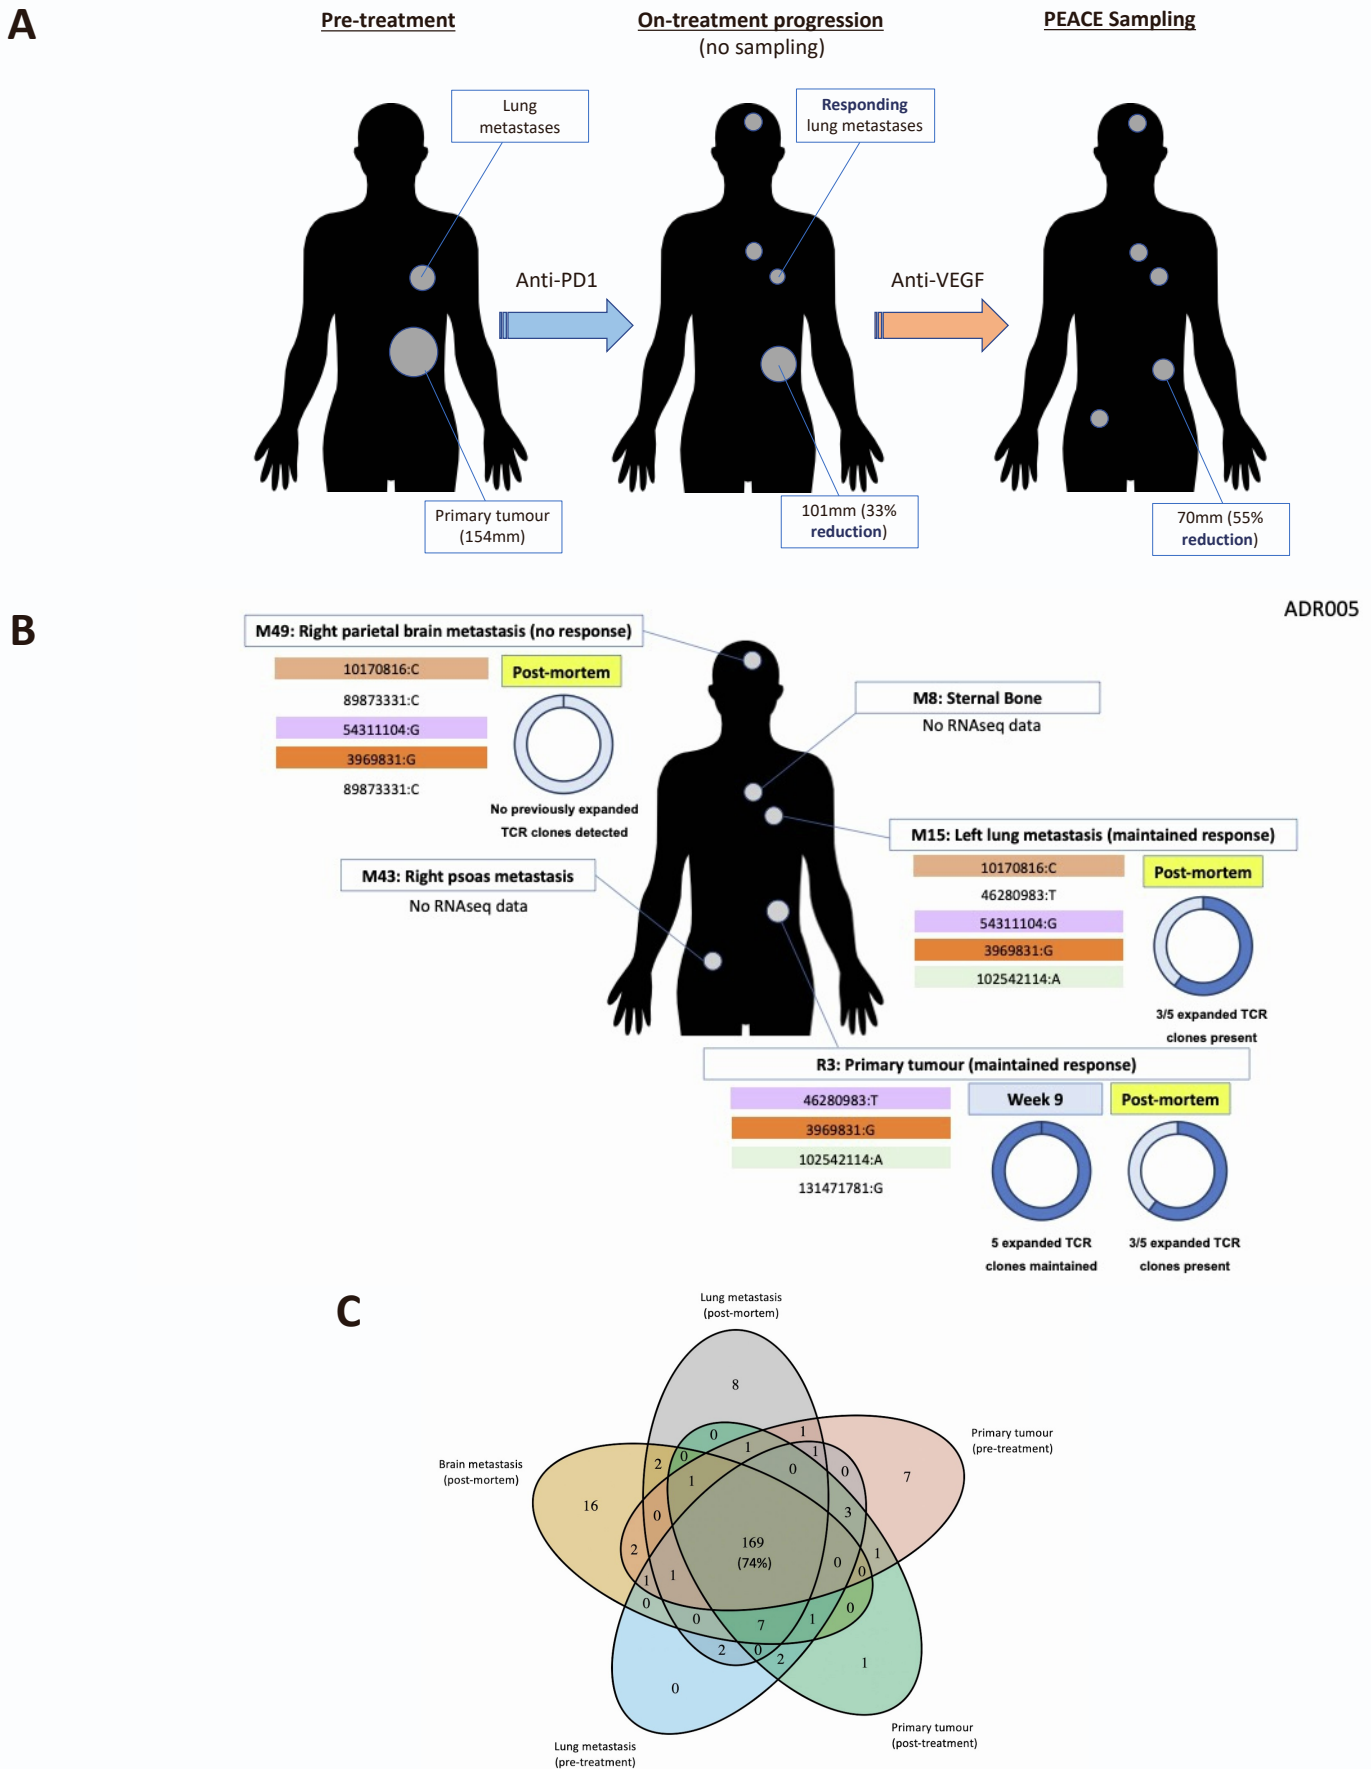 A
Pre-treatment
On-treatment progression
(no sampling)
PEACE Sampling
Lung
metastases
Responding
lung metastases
Anti-PD1
Anti-VEGF
Primary tumour
(154mm)
101mm (33%
reduction)
70mm (55%
reduction)
B
ADR005
M49: Right parietal brain metastasis (no response)
10170816:C
89873331:C
54311104:G
3969831:G
89873331:C
Post-mortem
No previously expanded
TCR clones detected
M8: Sternal Bone
No RNAseq data
M15: Left lung metastasis (maintained response)
10170816:C
46280983:T
54311104:G
3969831:G
102542114:A
Post-mortem
3/5 expanded TCR
clones present
M43: Right psoas metastasis
No RNAseq data
R3: Primary tumour (maintained response)
46280983:T
3969831:G
102542114:A
131471781:G
Week 9
Post-mortem
5 expanded TCR
clones maintained
3/5 expanded TCR
clones present
C
Lung metastasis
(post-mortem)
Primary tumour
(pre-treatment)
Brain metastasis
(post-mortem)
8
0
1
1
1
2
0
1
0
0
7
16
0
3
169
(74%)
2
0
1
0
1
1
0
0
7
1
0
2
0
2
1
0
Primary tumour
(post-treatment)
Lung metastasis
(pre-treatment)